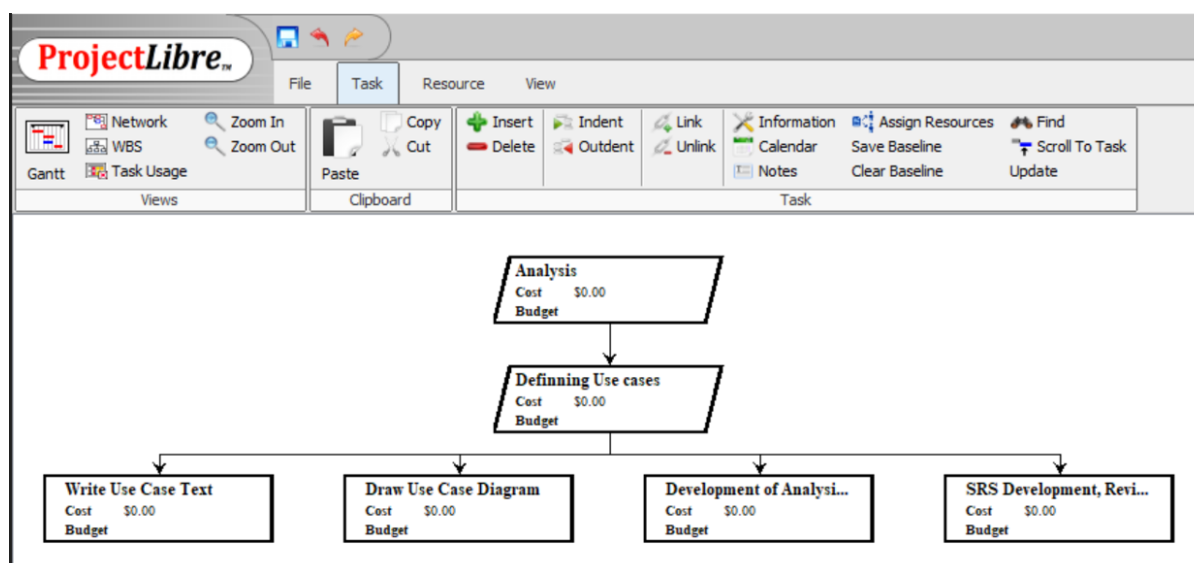 ProjectLibre™
File Task Resource View
Network Zoom In Copy Insert Indent Link Information Assign Resources Find
WBS Zoom Out Cut Delete Outdent Unlink Calendar Save Baseline Scroll To Task
Gantt Task Usage Paste Notes Clear Baseline Update
Views Clipboard Task
Analysis
Cost $0.00
Budget
Definning Use cases
Cost $0.00
Budget
Write Use Case Text
Cost $0.00
Budget
Draw Use Case Diagram
Cost $0.00
Budget
Development of Analysi...
Cost $0.00
Budget
SRS Development, Revi...
Cost $0.00
Budget